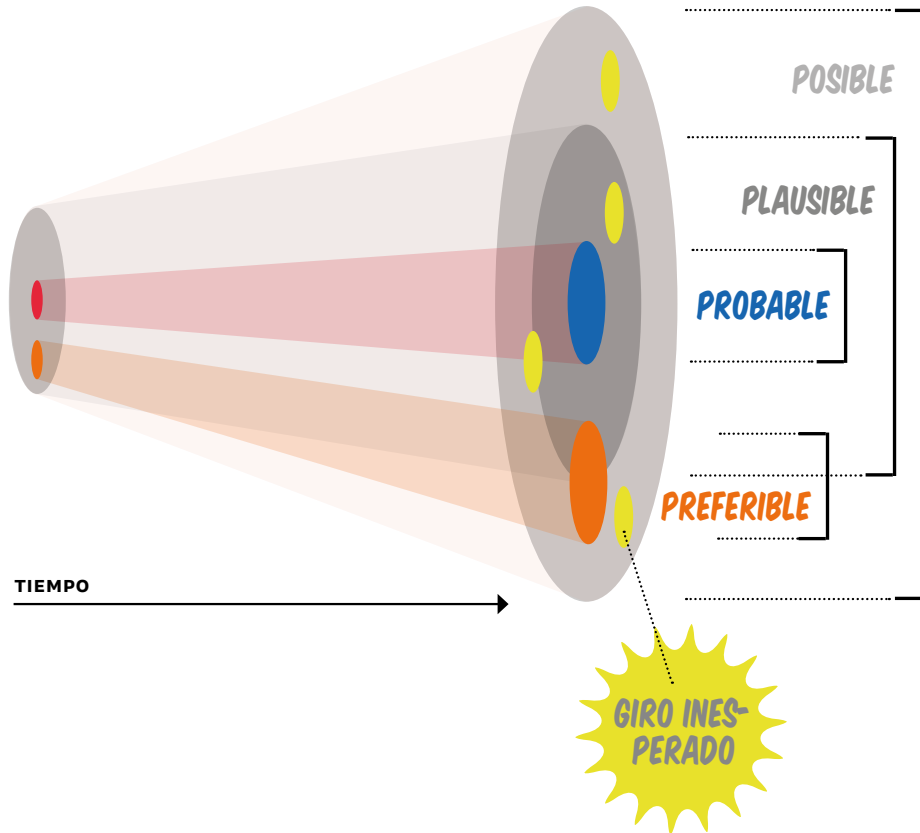 POSIBLE
PLAUSIBLE
PROBABLE
PREFERIBLE
TIEMPO
GIRO INES-
PERADO